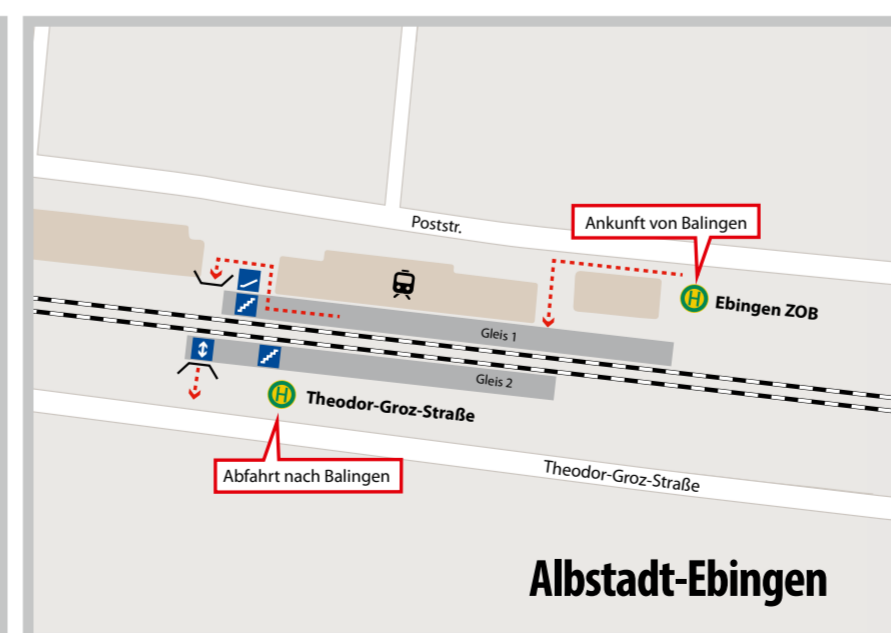 Poststr.
Ankunft von Balingen
H
Ebingen ZOB
Gleis 1
Gleis 2
H
Theodor-Groz-Straße
Abfahrt nach Balingen
Theodor-Groz-Straße
Albstadt-Ebingen